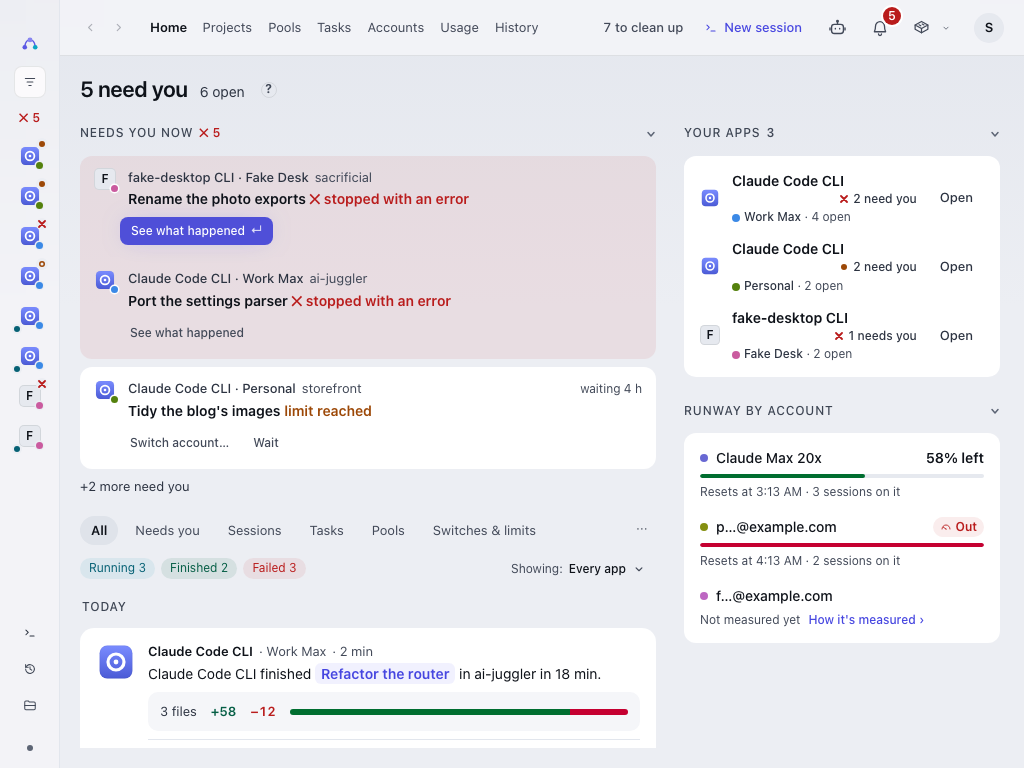 Home Projects Pools Tasks Accounts Usage History 7 to clean up New session 5 S
5 need you 6 open ?
5
NEEDS YOU NOW 5
F fake-desktop CLI · Fake Desk sacrificial
Rename the photo exports stopped with an error
See what happened
Claude Code CLI · Work Max ai-juggler
Port the settings parser stopped with an error
See what happened
Claude Code CLI · Personal storefront waiting 4 h
Tidy the blog's images limit reached
Switch account… Wait
+2 more need you
F
F
All Needs you Sessions Tasks Pools Switches & limits ···
Running 3 Finished 2 Failed 3 Showing: Every app
TODAY
Claude Code CLI · Work Max · 2 min
Claude Code CLI finished Refactor the router in ai-juggler in 18 min.
3 files +58 −12
YOUR APPS 3
Claude Code CLI
2 need you Open
Work Max · 4 open
Claude Code CLI
2 need you Open
Personal · 2 open
fake-desktop CLI
F 1 needs you Open
Fake Desk · 2 open
RUNWAY BY ACCOUNT
Claude Max 20x 58% left
Resets at 3:13 AM · 3 sessions on it
p...@example.com Out
Resets at 4:13 AM · 2 sessions on it
f...@example.com
Not measured yet How it's measured ›